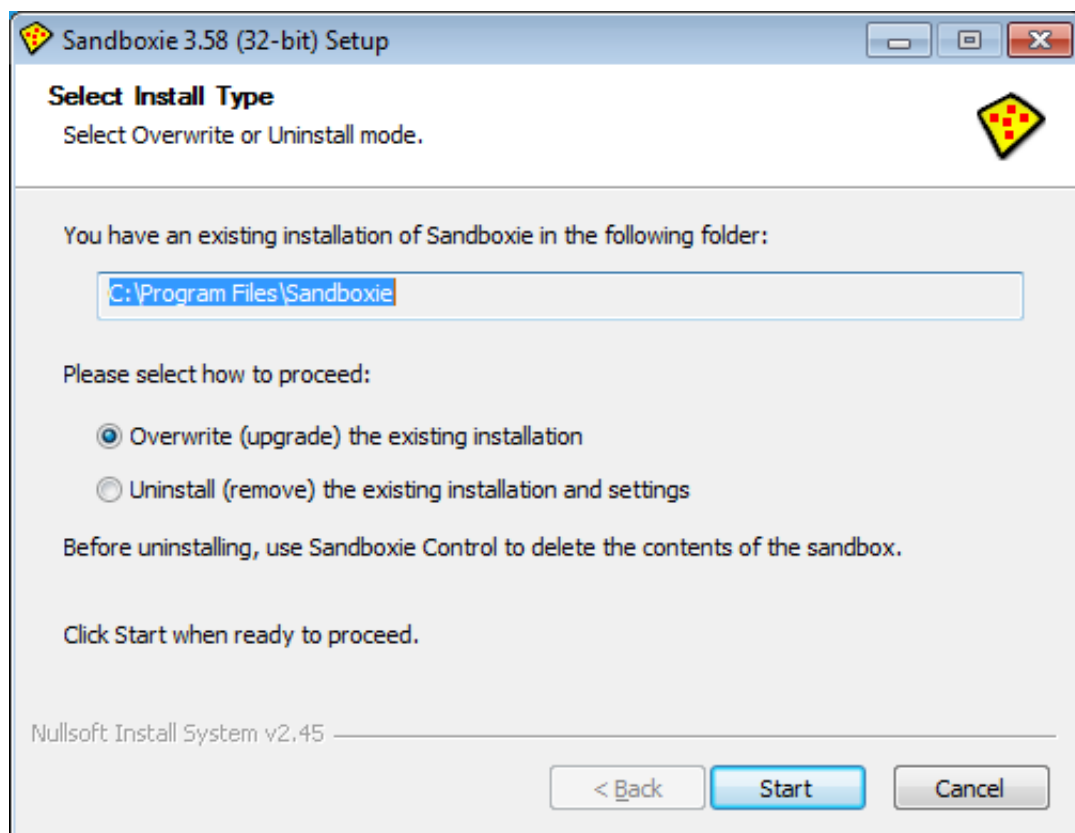 Sandboxie 3.58 (32-bit) Setup
Select Install Type
Select Overwrite or Uninstall mode.
You have an existing installation of Sandboxie in the following folder:
C:\Program Files\Sandboxie
Please select how to proceed:
Overwrite (upgrade) the existing installation
Uninstall (remove) the existing installation and settings
Before uninstalling, use Sandboxie Control to delete the contents of the sandbox.
Click Start when ready to proceed.
Nullsoft Install System v2.45
< Back Start Cancel